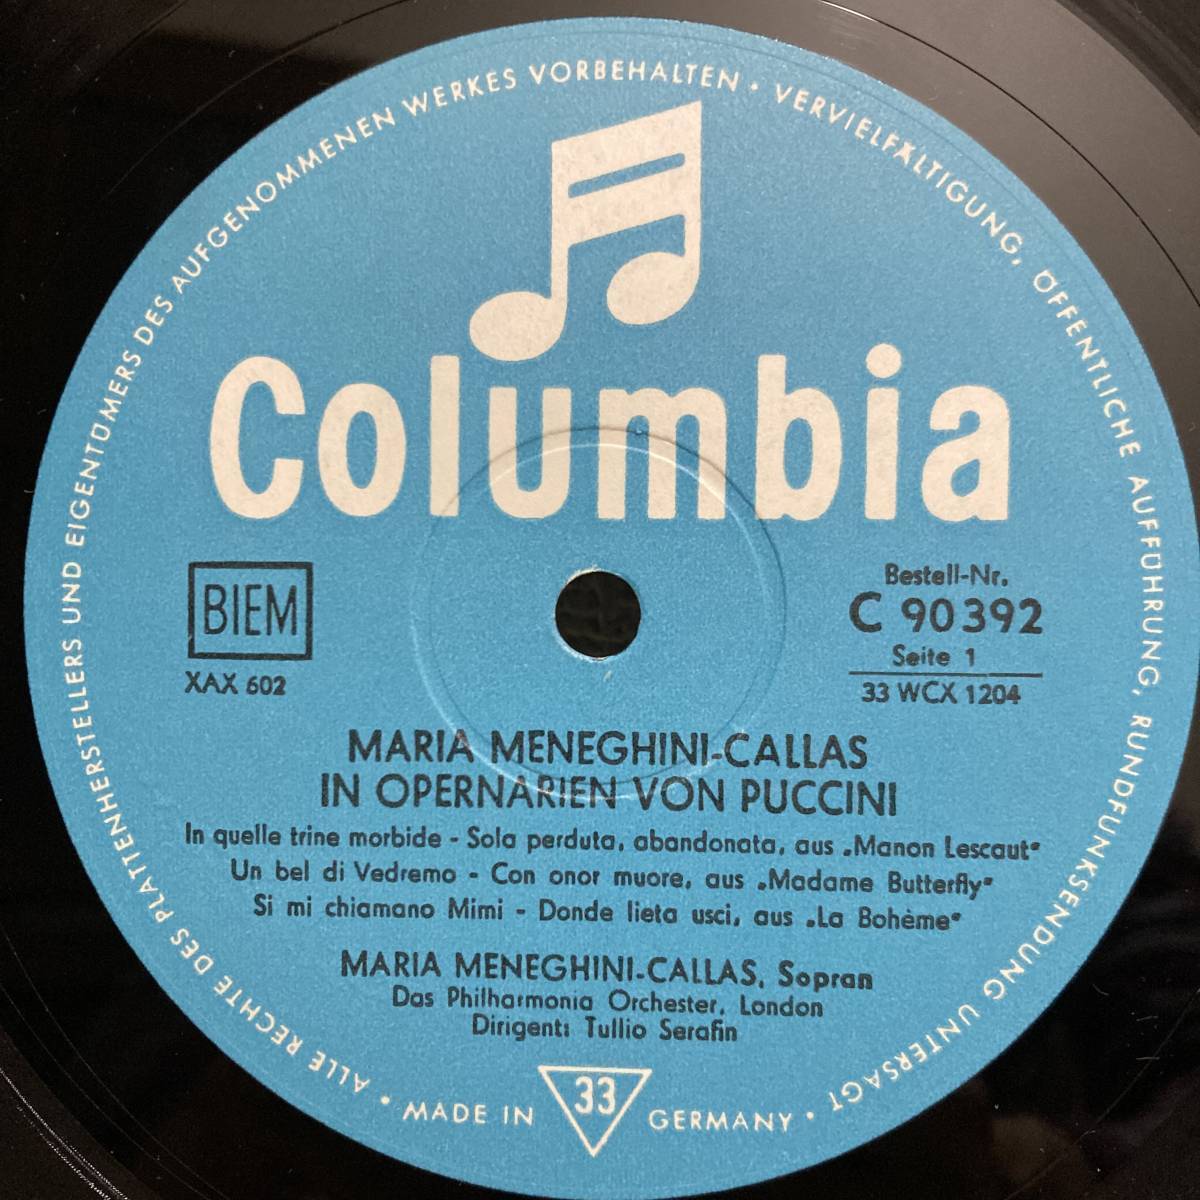 ALLE RECHTE DES PLATTENHERSTELLERS UND EIGENTÜMERS DES AUFGENOMMENEN WERKES VORBEHALTEN · VERVIELFÄLTIGUNG, ÖFFENTLICHE AUFFÜHRUNG, RUNDFUNKSENDUNG UNTERSAGT ·
Columbia
BIEM
XAX 602
Bestell-Nr.
C 90392
Seite 1
33 WCX 1204
MARIA MENEGHINI-CALLAS
IN OPERNARIEN VON PUCCINI
In quelle trine morbide - Sola perduta, abandonata, aus „Manon Lescaut“
Un bel di Vedremo - Con onor muore, aus „Madame Butterfly“
Si mi chiamano Mimi - Donde lieta usci, aus „La Bohème“
MARIA MENEGHINI-CALLAS, Sopran
Das Philharmonia Orchester, London
Dirigent: Tullio Serafin
· MADE IN 33 GERMANY ·